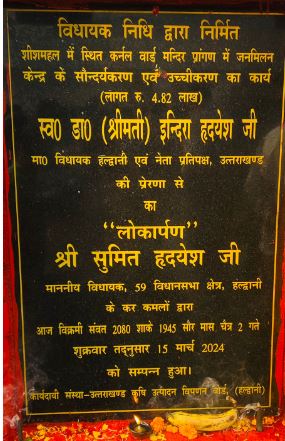 विधायक निधि द्वारा निर्मित
शीशमहल में स्थित कर्नल वार्ड मन्दिर प्रांगण में जनमिलन
केन्द्र के सौन्दर्यकरण एवं उच्चीकरण का कार्य
(लागत रु. 4.82 लाख)
स्व0 डा0 (श्रीमती) इन्दिरा हृदयेश जी
मा0 विधायक हल्द्वानी एवं नेता प्रतिपक्ष, उत्तराखण्ड
की प्रेरणा से
का
‘‘लोकार्पण’’
श्री सुमित हृदयेश जी
माननीय विधायक, 59 विधानसभा क्षेत्र, हल्द्वानी
के कर कमलों द्वारा
आज विक्रमी संवत 2080 शाके 1945 सौर मास चैत्र 2 गते
शुक्रवार तद्नुसार 15 मार्च 2024
को सम्पन्न हुआ।
कार्यदायी संस्था-उत्तराखण्ड कृषि उत्पादन विपणन बोर्ड, (हल्द्वानी)